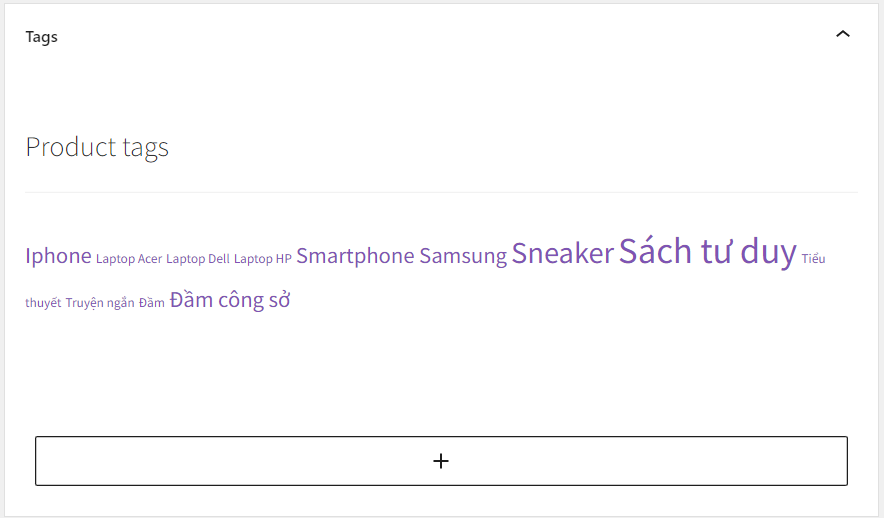 Tags
Product tags
Iphone Laptop Acer Laptop Dell Laptop HP Smartphone Samsung Sneaker Sách tư duy Tiểu
thuyết Truyện ngắn Đầm Đầm công sở
+